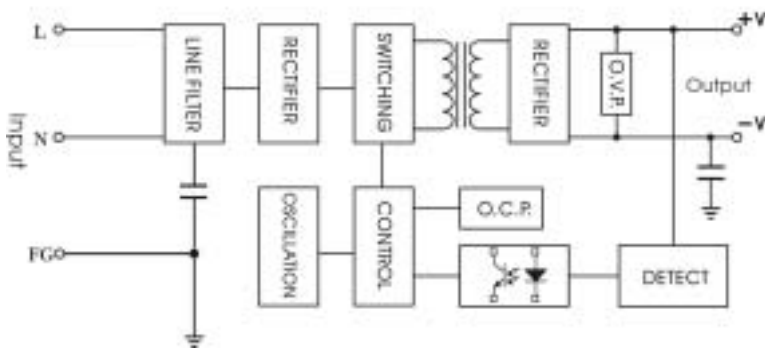 L
N
FG
Input
LINE FILTER
RECTIFIER
SWITCHING
RECTIFIER
O.V.P.
+V
Output
-V
OSCILLATION
CONTROL
O.C.P.
DETECT